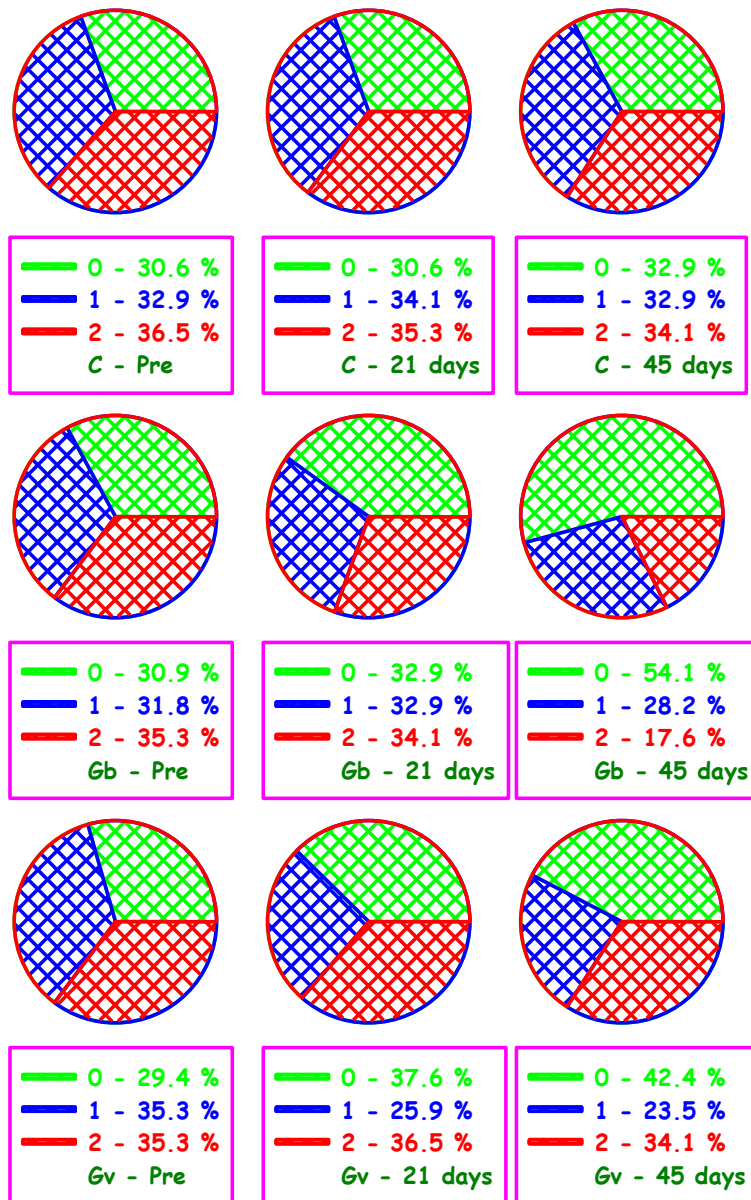 0 - 30.6 %
1 - 32.9 %
2 - 36.5 %
C - Pre
0 - 30.6 %
1 - 34.1 %
2 - 35.3 %
C - 21 days
0 - 32.9 %
1 - 32.9 %
2 - 34.1 %
C - 45 days
0 - 30.9 %
1 - 31.8 %
2 - 35.3 %
Gb - Pre
0 - 32.9 %
1 - 32.9 %
2 - 34.1 %
Gb - 21 days
0 - 54.1 %
1 - 28.2 %
2 - 17.6 %
Gb - 45 days
0 - 29.4 %
1 - 35.3 %
2 - 35.3 %
Gv - Pre
0 - 37.6 %
1 - 25.9 %
2 - 36.5 %
Gv - 21 days
0 - 42.4 %
1 - 23.5 %
2 - 34.1 %
Gv - 45 days